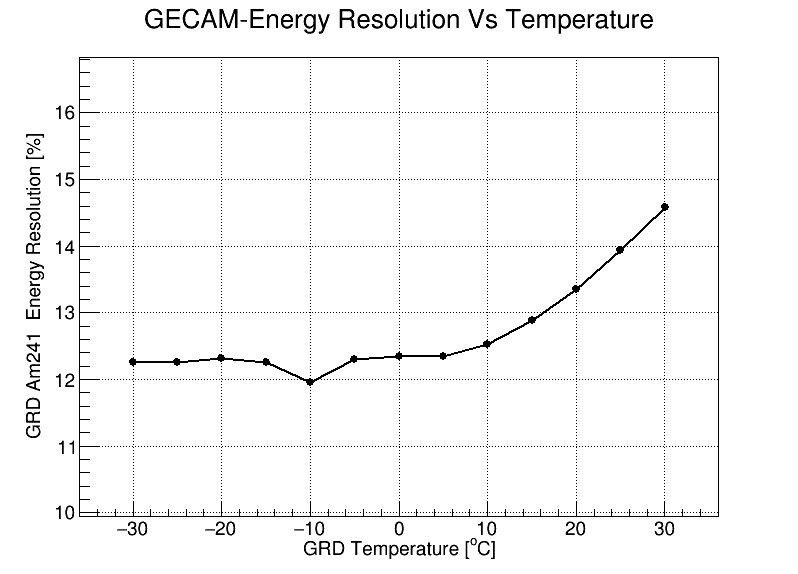 GECAM-Energy Resolution Vs Temperature
GRD Am241 Energy Resolution [%]
16
15
14
13
12
11
10
−30 −20 −10 0 10 20 30
GRD Temperature [°C]